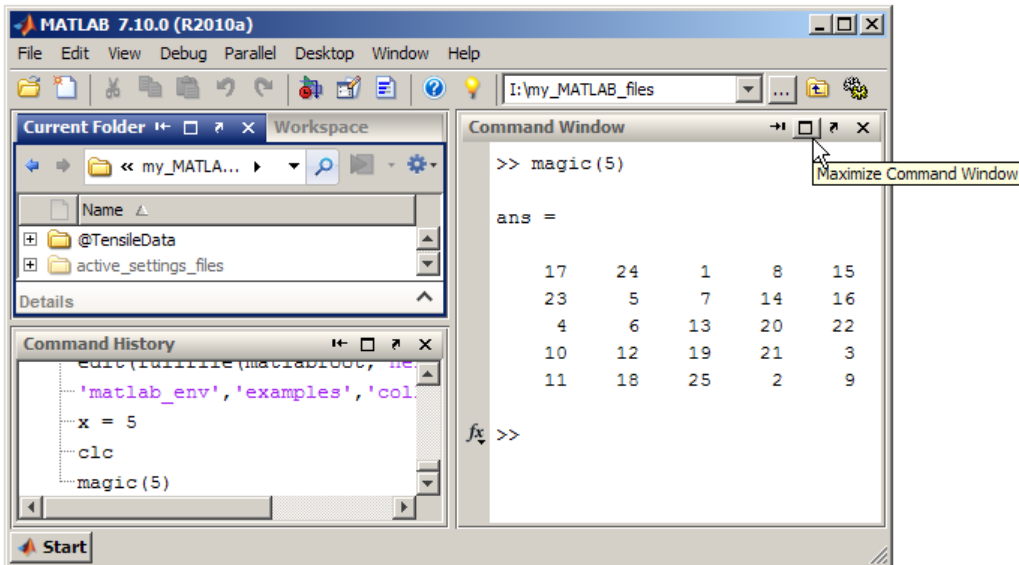 MATLAB 7.10.0 (R2010a)
File Edit View Debug Parallel Desktop Window Help
I:\my_MATLAB_files ...
Current Folder Workspace
« my_MATLA...
Name
@TensileData
active_settings_files
Details
Command History
'matlab_env','examples','col
x = 5
clc
magic(5)
Command Window
Maximize Command Window
>> magic(5)
ans =
17 24 1 8 15
23 5 7 14 16
4 6 13 20 22
10 12 19 21 3
11 18 25 2 9
fx >>
Start